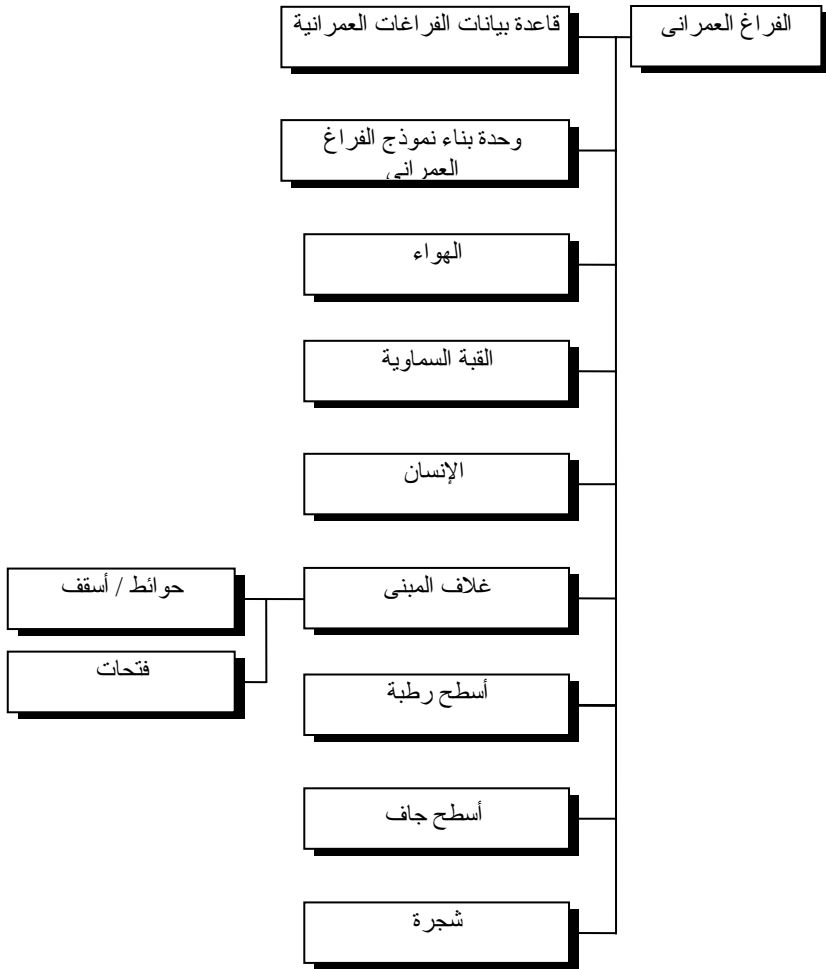 الفراغ العمرانى
قاعدة بيانات الفراغات العمرانية
وحدة بناء نموذج الفراغ
العمرانى
الهواء
القبة السماوية
الإنسان
غلاف المبنى
حوائط / أسقف
فتحات
أسطح رطبة
أسطح جاف
شجرة